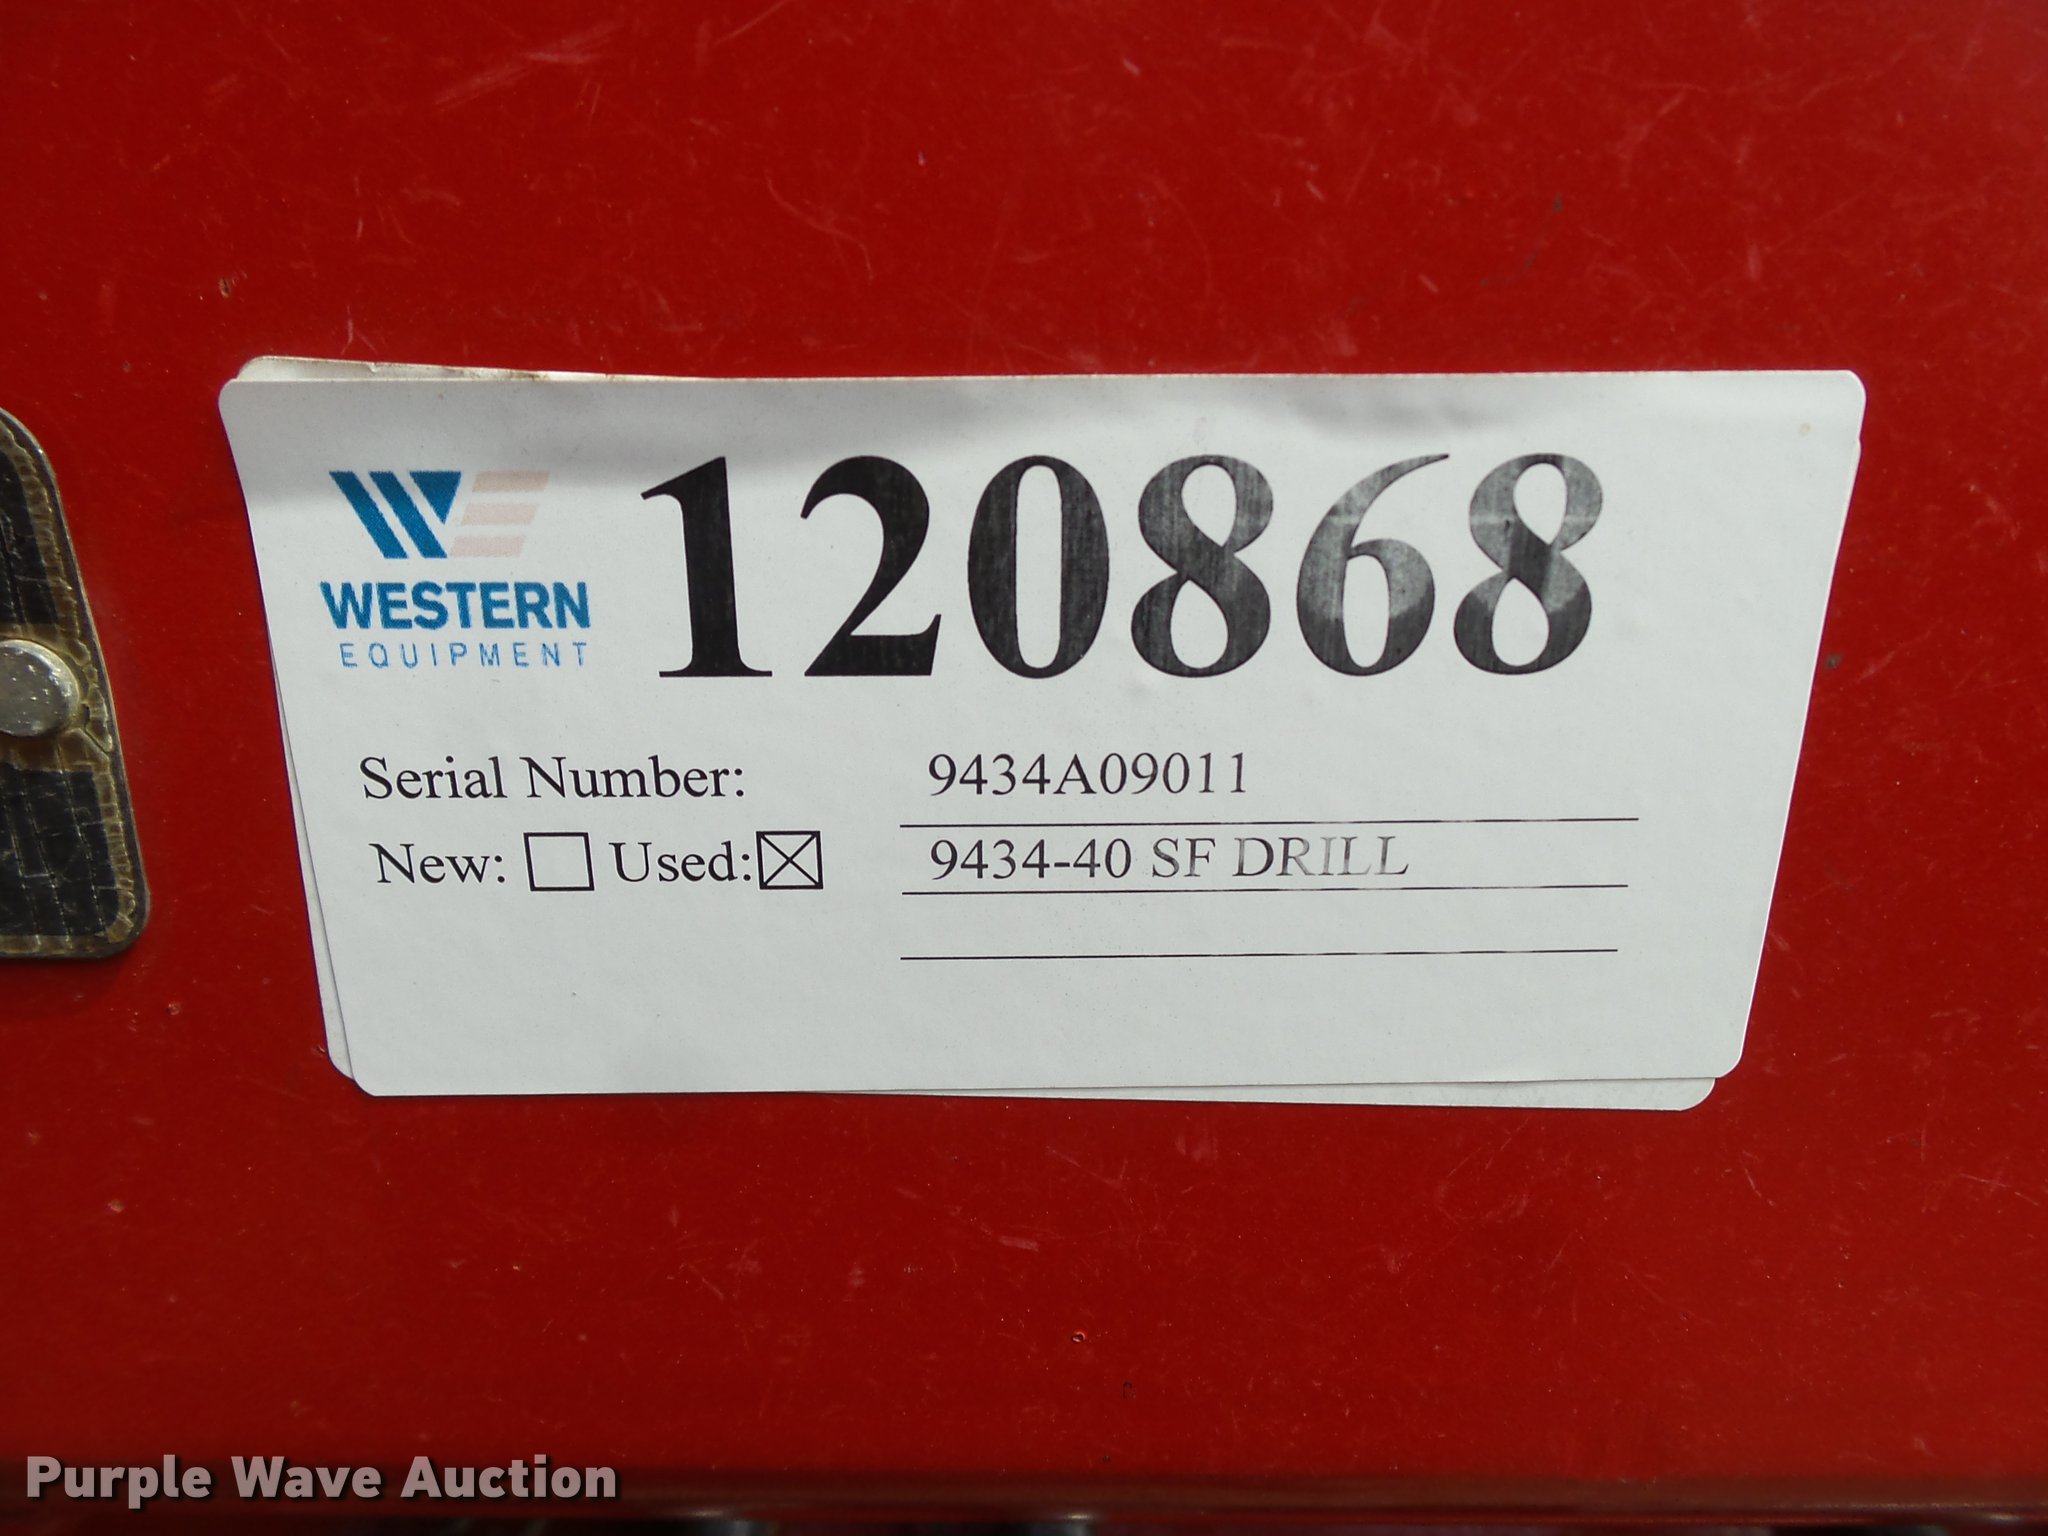 WESTERN
EQUIPMENT
120868
Serial Number: 9434A09011
New: Used: 9434-40 SF DRILL
Purple Wave Auction